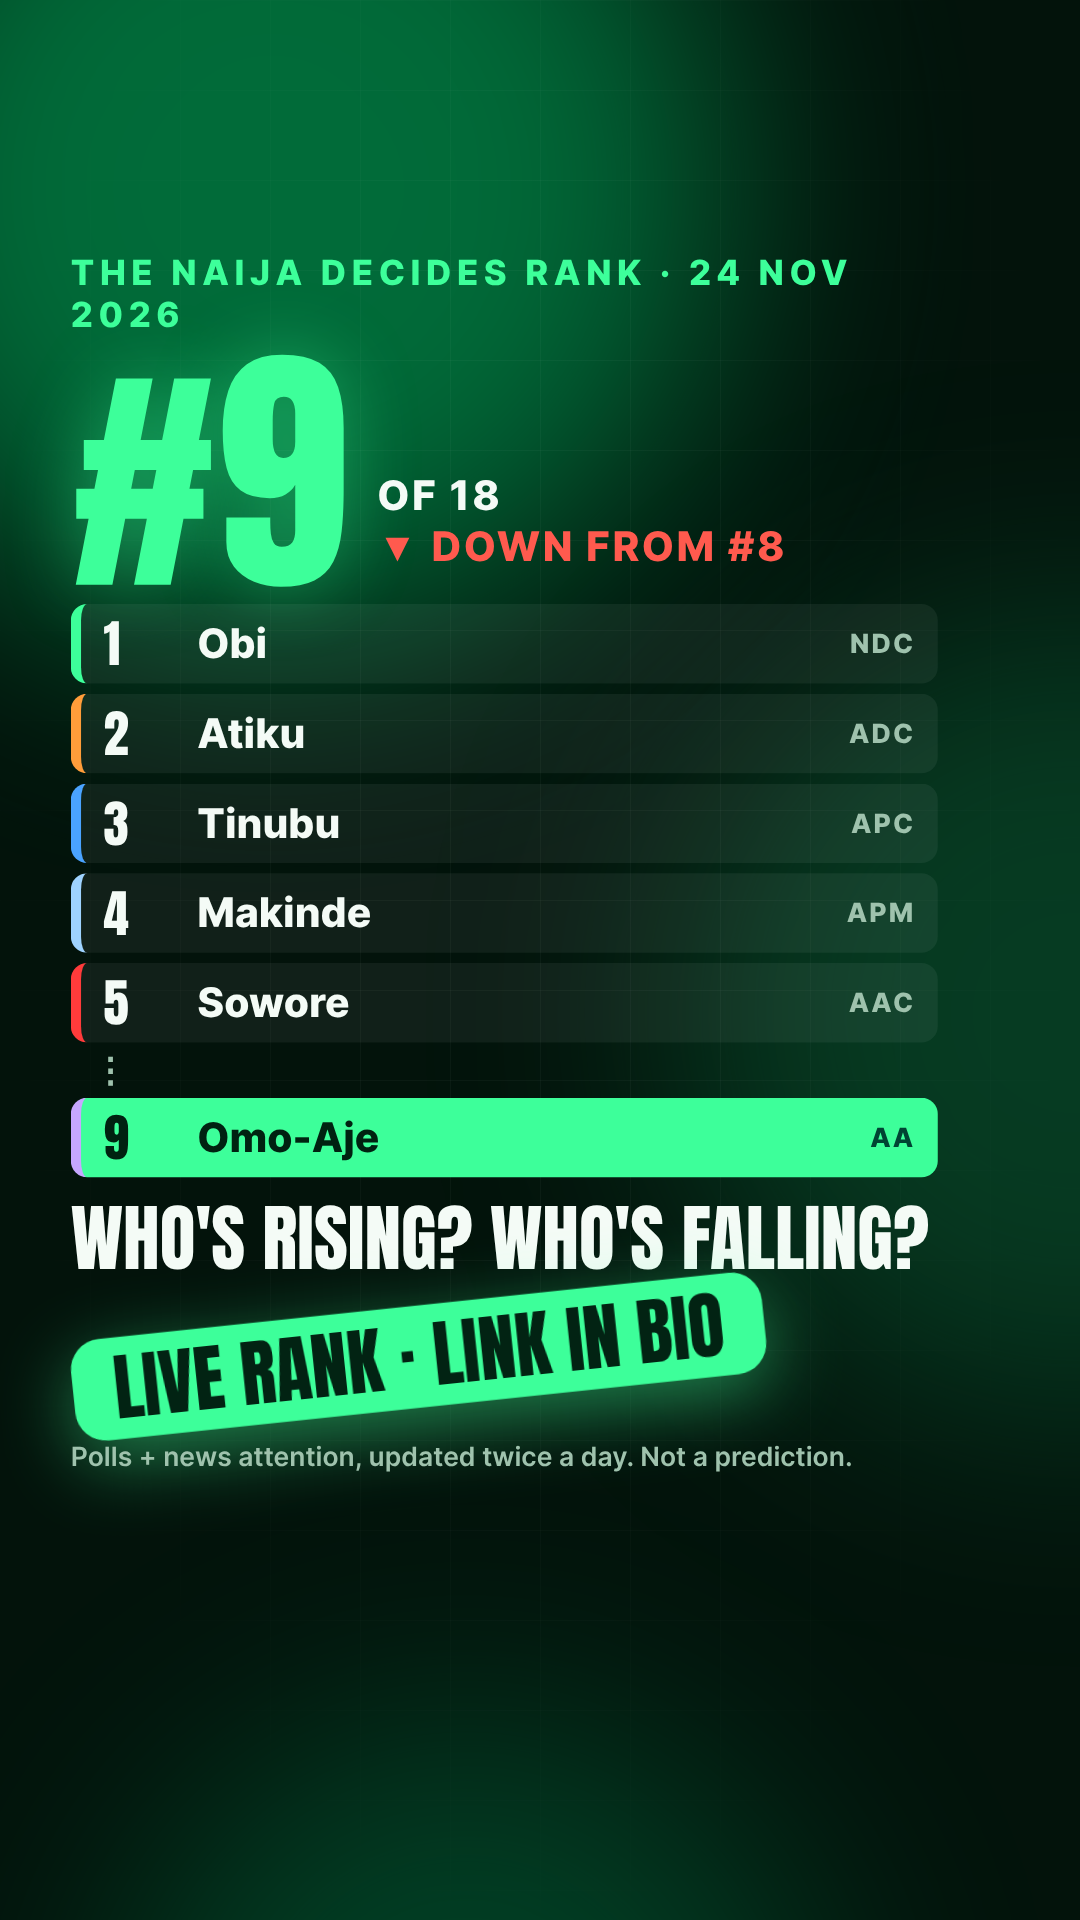 THE NAIJA DECIDES RANK · 24 NOV
2026
#9
OF 18
▼ DOWN FROM #8
1 Obi NDC
2 Atiku ADC
3 Tinubu APC
4 Makinde APM
5 Sowore AAC
⋮
9 Omo-Aje AA
WHO'S RISING? WHO'S FALLING?
LIVE RANK · LINK IN BIO
Polls + news attention, updated twice a day. Not a prediction.